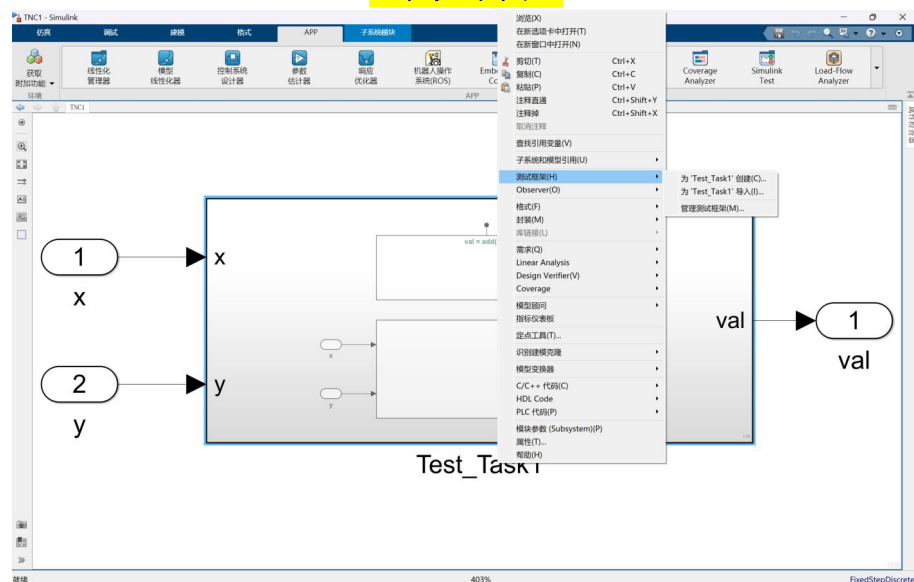 TNC1 - Simulink
仿真 调试 建模 格式 APP 子系统模块
获取
附加功能
线性化
管理器
模型
线性化器
控制系统
设计器
参数
估计器
响应
优化器
机器人操作
系统(ROS)
Coverage
Analyzer
Simulink
Test
Load-Flow
Analyzer
环境
APP
TNC1
属性检查器
浏览(X)
在新选项卡中打开(T)
在新窗口中打开(N)
剪切(T) Ctrl+X
复制(C) Ctrl+C
粘贴(P) Ctrl+V
注释直通 Ctrl+Shift+Y
注释掉 Ctrl+Shift+X
取消注释
查找引用变量(V)
子系统和模型引用(U)
测试框架(H)
Observer(O)
格式(F)
封装(M)
库链接(L)
需求(Q)
Linear Analysis
Design Verifier(V)
Coverage
模型顾问
指标仪表板
定点工具(T)...
识别建模克隆
模型变换器
C/C++ 代码(C)
HDL Code
PLC 代码(P)
模块参数 (Subsystem)(P)
属性(T)...
帮助(H)
为 'Test_Task1' 创建(C)...
为 'Test_Task1' 导入(I)...
管理测试框架(M)...
val = add(
1
x
x
x
2
y
y
y
val
1
val
Test_Task1
就绪
403%
FixedStepDiscrete